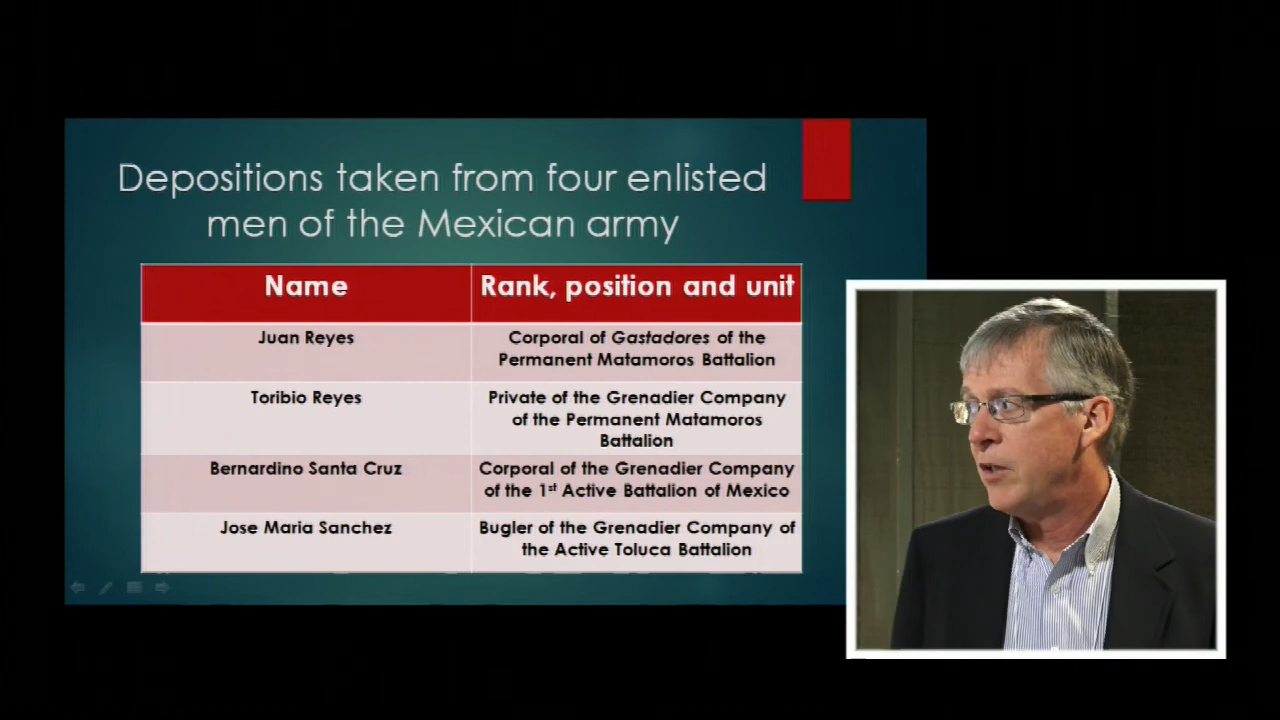 Depositions taken from four enlisted
men of the Mexican army
Name
Rank, position and unit
Juan Reyes
Corporal of Gastadores of the
Permanent Matamoros Battalion
Toribio Reyes
Private of the Grenadier Company
of the Permanent Matamoros
Battalion
Bernardino Santa Cruz
Corporal of the Grenadier Company
of the 1st Active Battalion of Mexico
Jose Maria Sanchez
Bugler of the Grenadier Company of
the Active Toluca Battalion